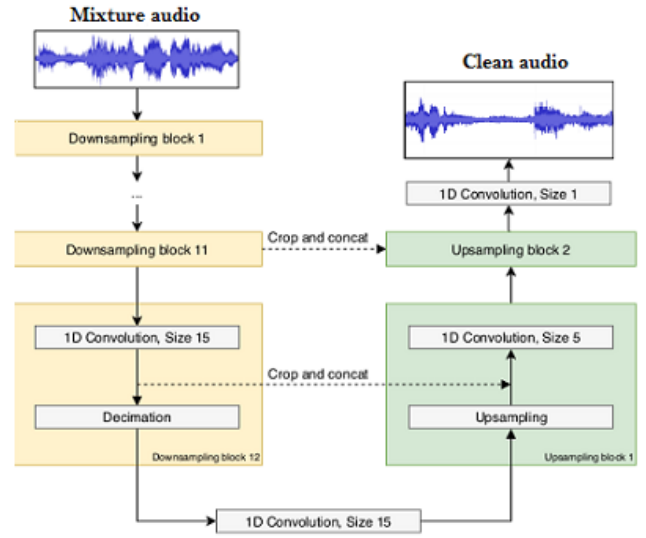 Mixture audio
Downsampling block 1
...
Downsampling block 11
1D Convolution, Size 15
Decimation
Downsampling block 12
1D Convolution, Size 15
Crop and concat
Crop and concat
Clean audio
1D Convolution, Size 1
Upsampling block 2
1D Convolution, Size 5
Upsampling
Upsampling block 1